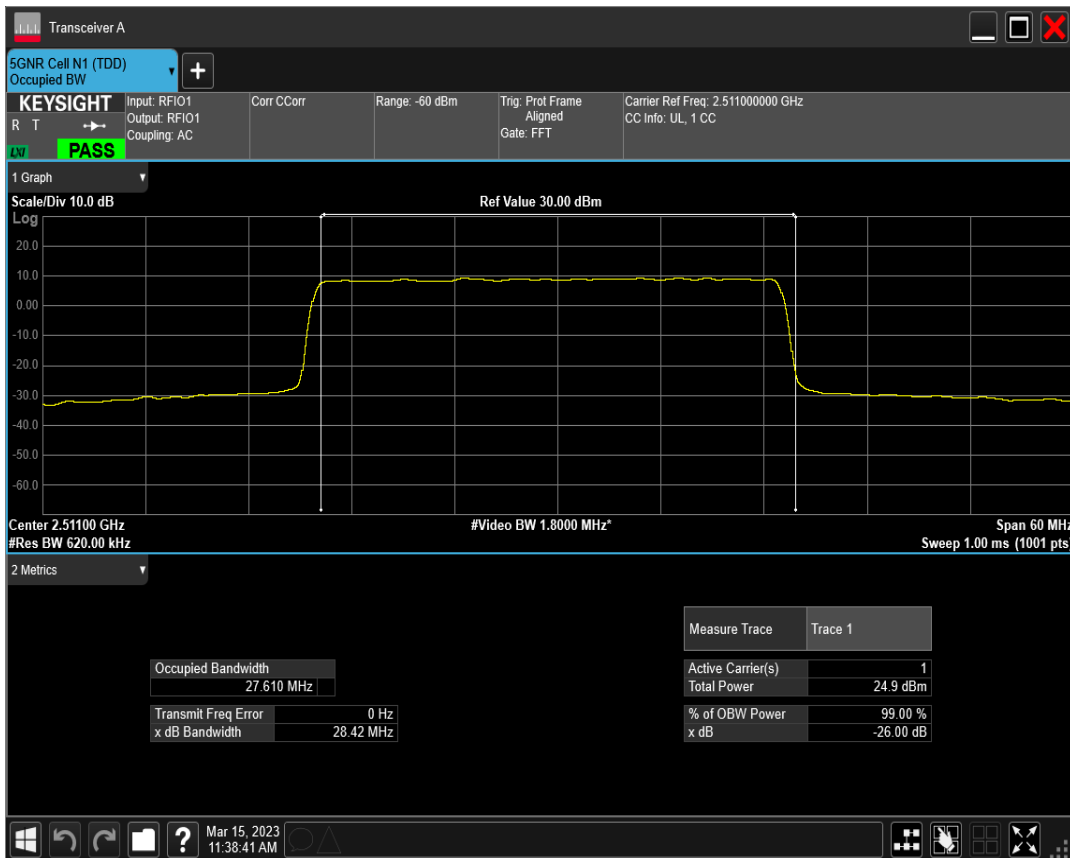 Transceiver A
5GNR Cell N1 (TDD)
Occupied BW
+
KEYSIGHT
R T
LXI
PASS
Input: RFIO1
Output: RFIO1
Coupling: AC
Corr CCorr
Range: -60 dBm
Trig: Prot Frame
Aligned
Gate: FFT
Carrier Ref Freq: 2.511000000 GHz
CC Info: UL, 1 CC
1 Graph
Scale/Div 10.0 dB
Ref Value 30.00 dBm
Log
20.0
10.0
0.00
-10.0
-20.0
-30.0
-40.0
-50.0
-60.0
Center 2.51100 GHz
#Video BW 1.8000 MHz*
Span 60 MHz
#Res BW 620.00 kHz
Sweep 1.00 ms (1001 pts)
2 Metrics
Measure Trace Trace 1
Occupied Bandwidth
27.610 MHz
Active Carrier(s) 1
Total Power 24.9 dBm
Transmit Freq Error 0 Hz
x dB Bandwidth 28.42 MHz
% of OBW Power 99.00 %
x dB -26.00 dB
?
Mar 15, 2023
11:38:41 AM